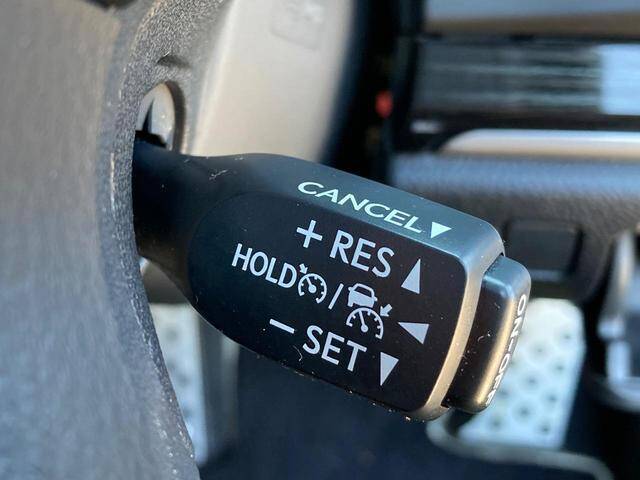 CANCEL▼
+ RES ▲
HOLD /
− SET ▼
ON/OFF